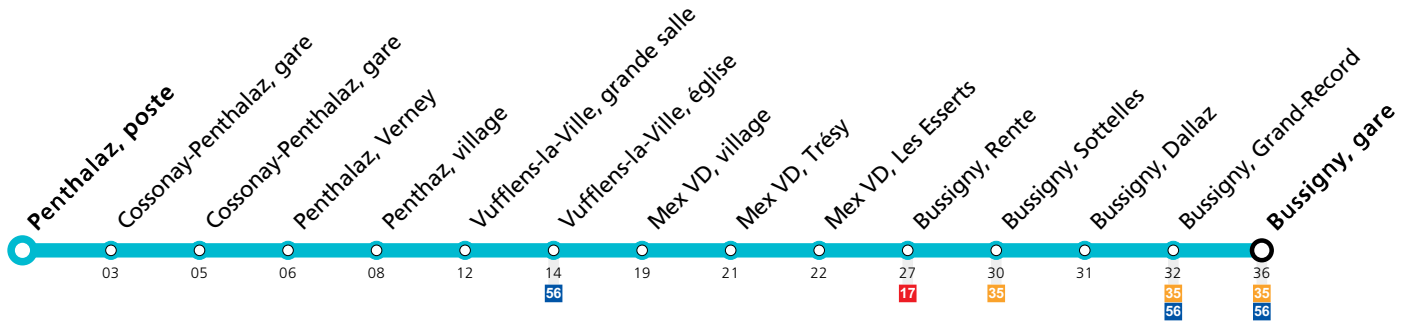 Penthalaz, poste
Cossonay-Penthalaz, gare
Cossonay-Penthalaz, gare
Penthalaz, Verney
Penthaz, village
Vufflens-la-Ville, grande salle
Vufflens-la-Ville, église
Mex VD, village
Mex VD, Trésy
Mex VD, Les Esserts
Bussigny, Rente
Bussigny, Sottelles
Bussigny, Dallaz
Bussigny, Grand-Record
Bussigny, gare
03 05 06 08 12 14 19 21 22 27 30 31 32 36
56 17 35 35 35
56 56